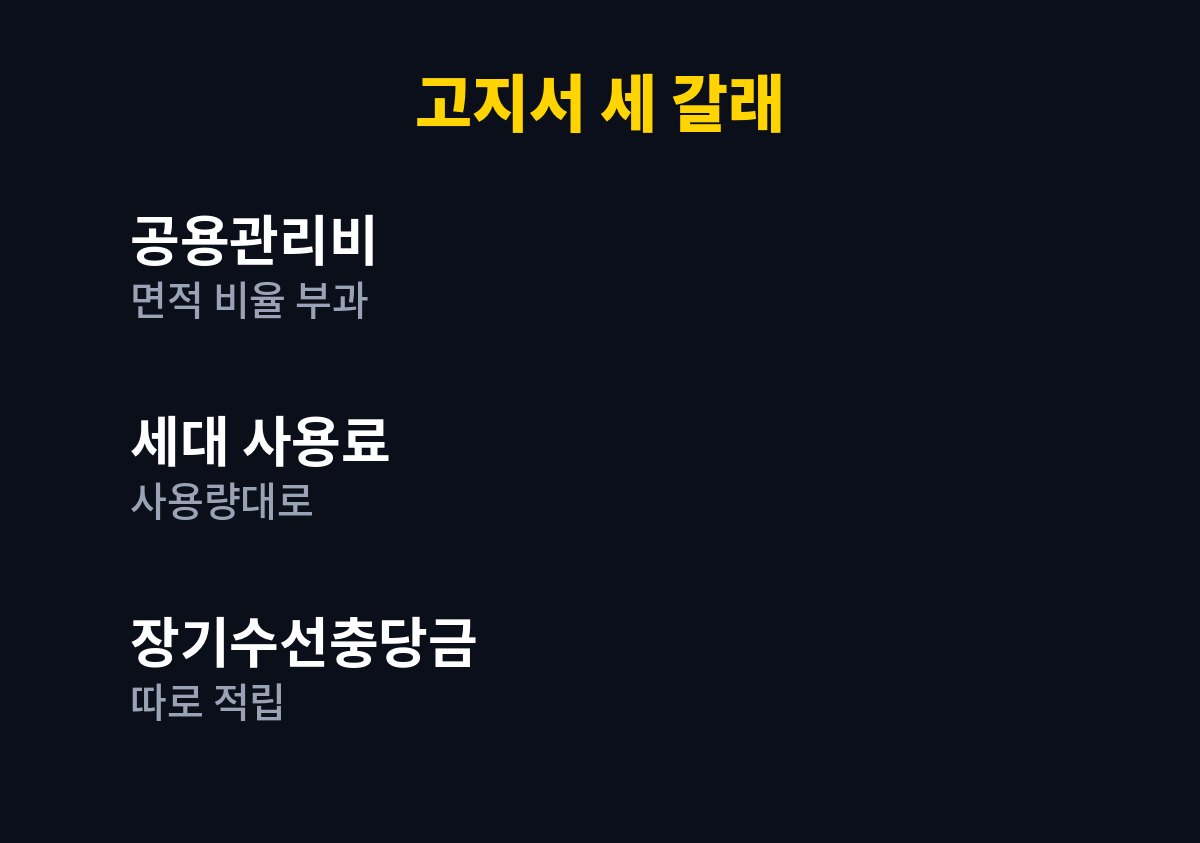 고지서 세 갈래
공용관리비
면적 비율 부과
세대 사용료
사용량대로
장기수선충당금
따로 적립